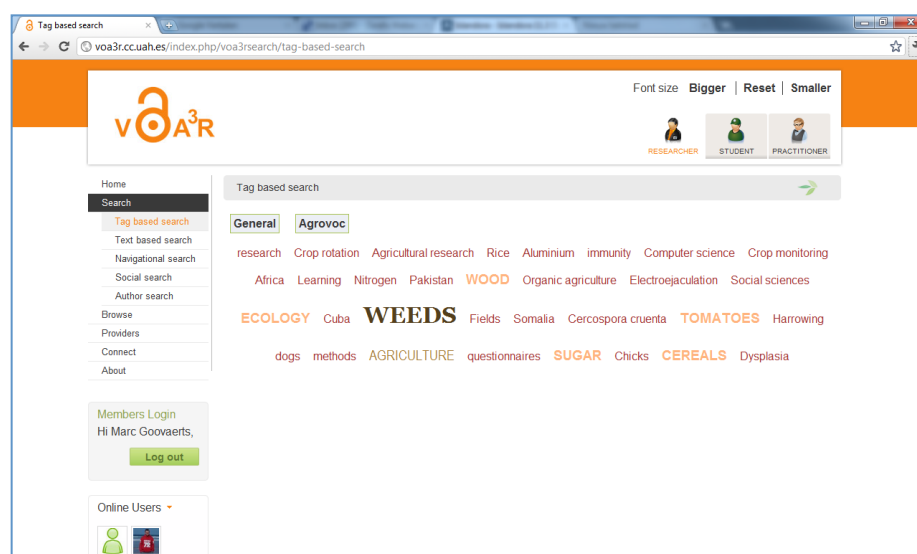 Tag based search
voa3r.cc.uah.es/index.php/voa3rsearch/tag-based-search
Font size Bigger | Reset | Smaller
VOA3R
RESEARCHER STUDENT PRACTITIONER
Home
Search
Tag based search
Text based search
Navigational search
Social search
Author search
Browse
Providers
Connect
About
Tag based search
General Agrovoc
research Crop rotation Agricultural research Rice Aluminium immunity Computer science Crop monitoring
Africa Learning Nitrogen Pakistan WOOD Organic agriculture Electroejaculation Social sciences
ECOLOGY Cuba WEEDS Fields Somalia Cercospora cruenta TOMATOES Harrowing
dogs methods AGRICULTURE questionnaires SUGAR Chicks CEREALS Dysplasia
Members Login
Hi Marc Goovaerts,
Log out
Online Users